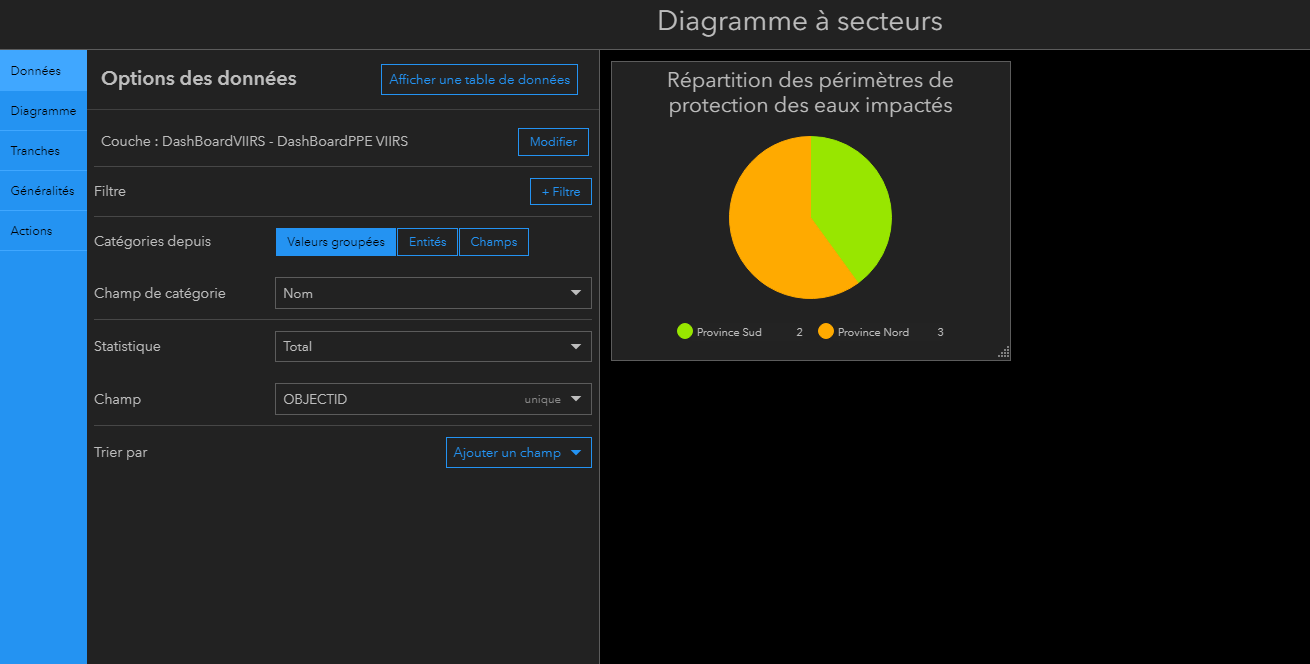 Diagramme à secteurs
Données
Diagramme
Tranches
Généralités
Actions
Options des données
Afficher une table de données
Couche : DashBoardVIIRS - DashBoardPPE VIIRS
Modifier
Filtre
+ Filtre
Catégories depuis
Valeurs groupées
Entités
Champs
Champ de catégorie
Nom
Statistique
Total
Champ
OBJECTID
unique
Trier par
Ajouter un champ
Répartition des périmètres de
protection des eaux impactés
Province Sud 2
Province Nord 3